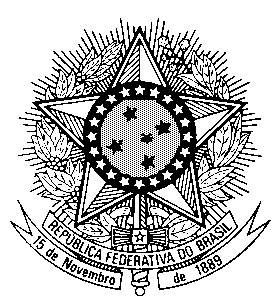 REPÚBLICA FEDERATIVA DO BRASIL
15 de Novembro de 1889